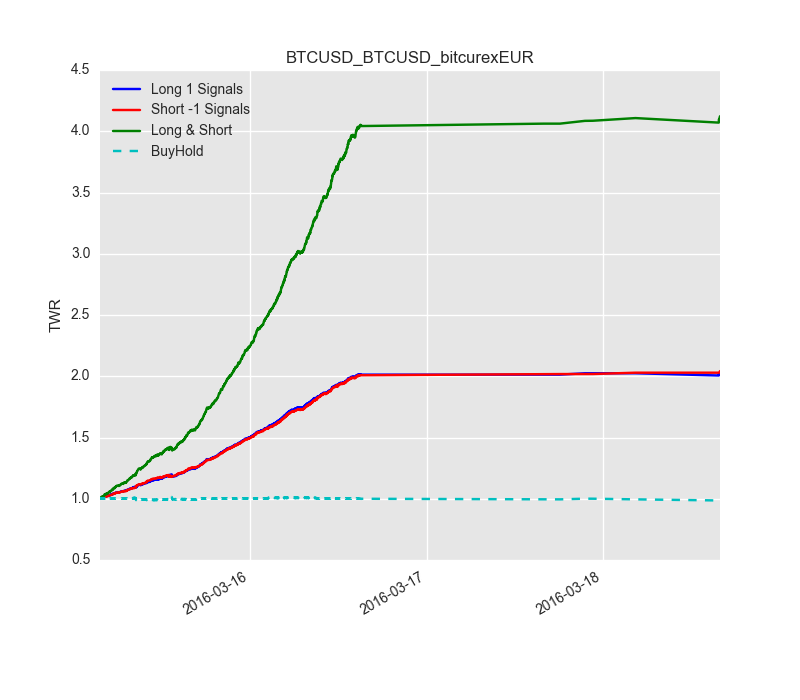 BTCUSD_BTCUSD_bitcurexEUR
4.5
4.0
3.5
3.0
2.5
2.0
1.5
1.0
0.5
TWR
Long 1 Signals
Short -1 Signals
Long & Short
BuyHold
2016-03-16
2016-03-17
2016-03-18